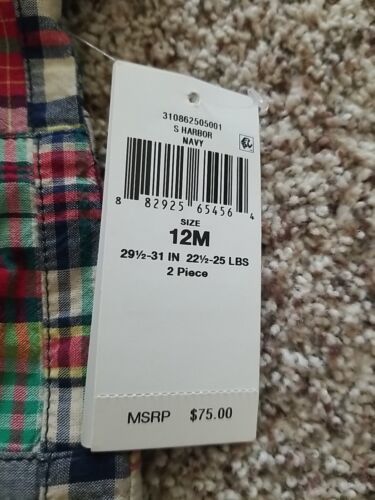 310862505001
S HARBOR
NAVY
8 82925 65456 4
SIZE
12M
29½-31 IN 22½-25 LBS
2 Piece
MSRP $75.00